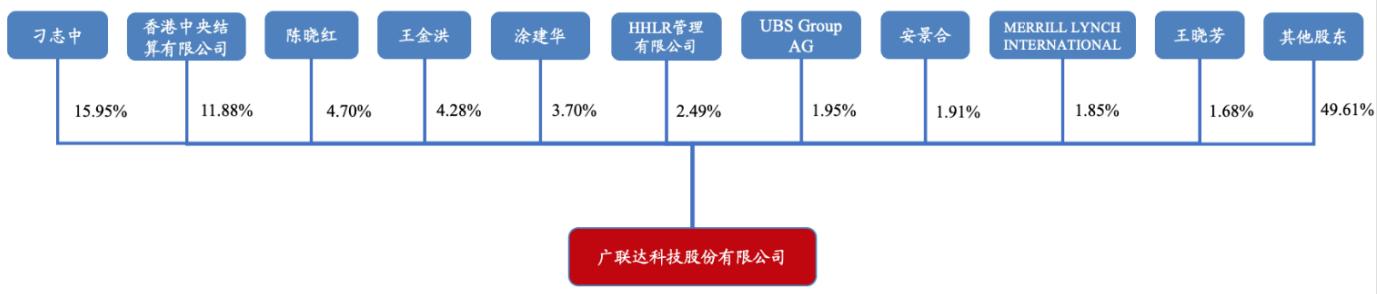 刁志中
香港中央结
算有限公司
陈晓红
王金洪
涂建华
HHLR管理
有限公司
UBS Group
AG
安景合
MERRILL LYNCH
INTERNATIONAL
王晓芳
其他股东
15.95%
11.88%
4.70%
4.28%
3.70%
2.49%
1.95%
1.91%
1.85%
1.68%
49.61%
广联达科技股份有限公司